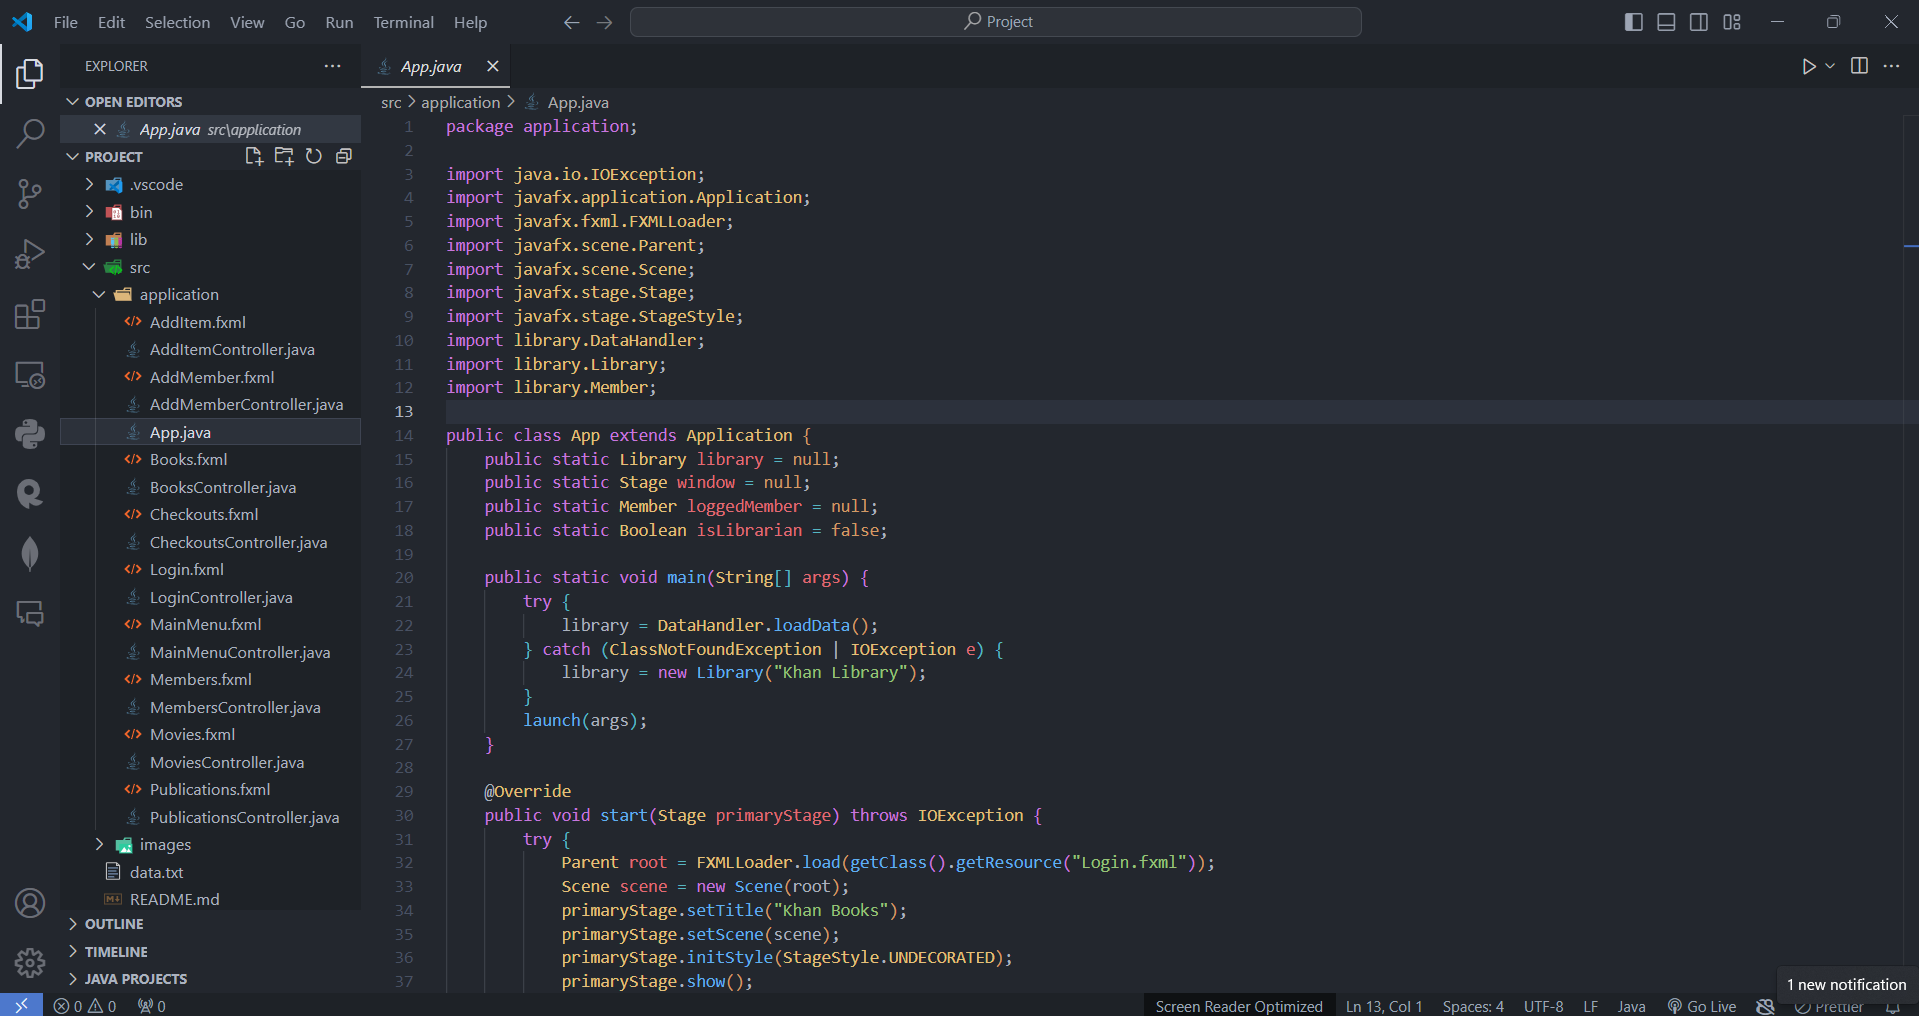 File Edit Selection View Go Run Terminal Help
Project
EXPLORER
App.java
OPEN EDITORS
App.java src\application
PROJECT
.vscode
bin
lib
src
application
AddItem.fxml
AddItemController.java
AddMember.fxml
AddMemberController.java
App.java
Books.fxml
BooksController.java
Checkouts.fxml
CheckoutsController.java
Login.fxml
LoginController.java
MainMenu.fxml
MainMenuController.java
Members.fxml
MembersController.java
Movies.fxml
MoviesController.java
Publications.fxml
PublicationsController.java
images
data.txt
README.md
OUTLINE
TIMELINE
JAVA PROJECTS
src > application > App.java
1 package application;
2
3 import java.io.IOException;
4 import javafx.application.Application;
5 import javafx.fxml.FXMLLoader;
6 import javafx.scene.Parent;
7 import javafx.scene.Scene;
8 import javafx.stage.Stage;
9 import javafx.stage.StageStyle;
10 import library.DataHandler;
11 import library.Library;
12 import library.Member;
13
14 public class App extends Application {
15     public static Library library = null;
16     public static Stage window = null;
17     public static Member loggedMember = null;
18     public static Boolean isLibrarian = false;
19
20     public static void main(String[] args) {
21         try {
22             library = DataHandler.loadData();
23         } catch (ClassNotFoundException | IOException e) {
24             library = new Library("Khan Library");
25         }
26         launch(args);
27     }
28
29     @Override
30     public void start(Stage primaryStage) throws IOException {
31         try {
32             Parent root = FXMLLoader.load(getClass().getResource("Login.fxml"));
33             Scene scene = new Scene(root);
34             primaryStage.setTitle("Khan Books");
35             primaryStage.setScene(scene);
36             primaryStage.initStyle(StageStyle.UNDECORATED);
37             primaryStage.show();
1 new notification
0 0 0 Screen Reader Optimized Ln 13, Col 1 Spaces: 4 UTF-8 LF Java Go Live Prettier